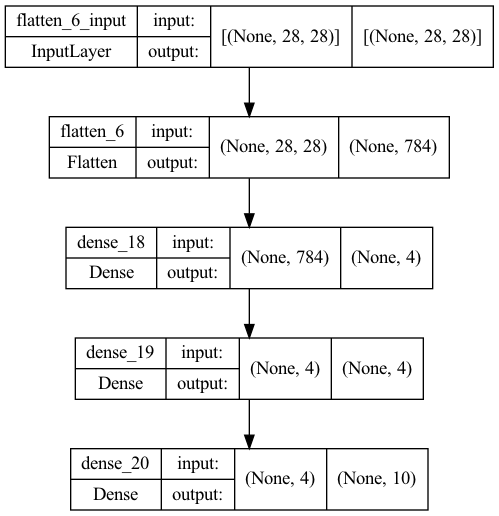 flatten_6_input input: [(None, 28, 28)] [(None, 28, 28)]
InputLayer output:
flatten_6 input: (None, 28, 28) (None, 784)
Flatten output:
dense_18 input: (None, 784) (None, 4)
Dense output:
dense_19 input: (None, 4) (None, 4)
Dense output:
dense_20 input: (None, 4) (None, 10)
Dense output: